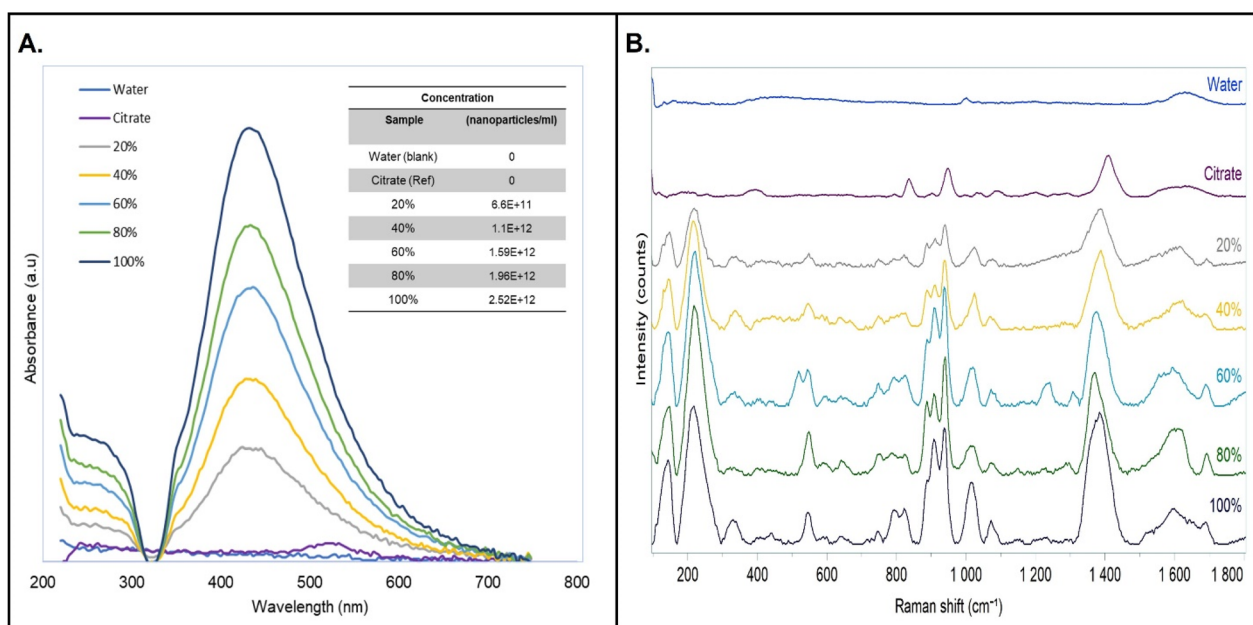 A.
Water
Citrate
20%
40%
60%
80%
100%
Concentration
Sample (nanoparticles/ml)
Water (blank) 0
Citrate (Ref) 0
20% 6.6E+11
40% 1.1E+12
60% 1.59E+12
80% 1.96E+12
100% 2.52E+12
Absorbance (a.u)
200 300 400 500 600 700 800
Wavelength (nm)
B.
Water
Citrate
20%
40%
60%
80%
100%
Intensity (counts)
200 400 600 800 1 000 1 200 1 400 1 600 1 800
Raman shift (cm⁻¹)